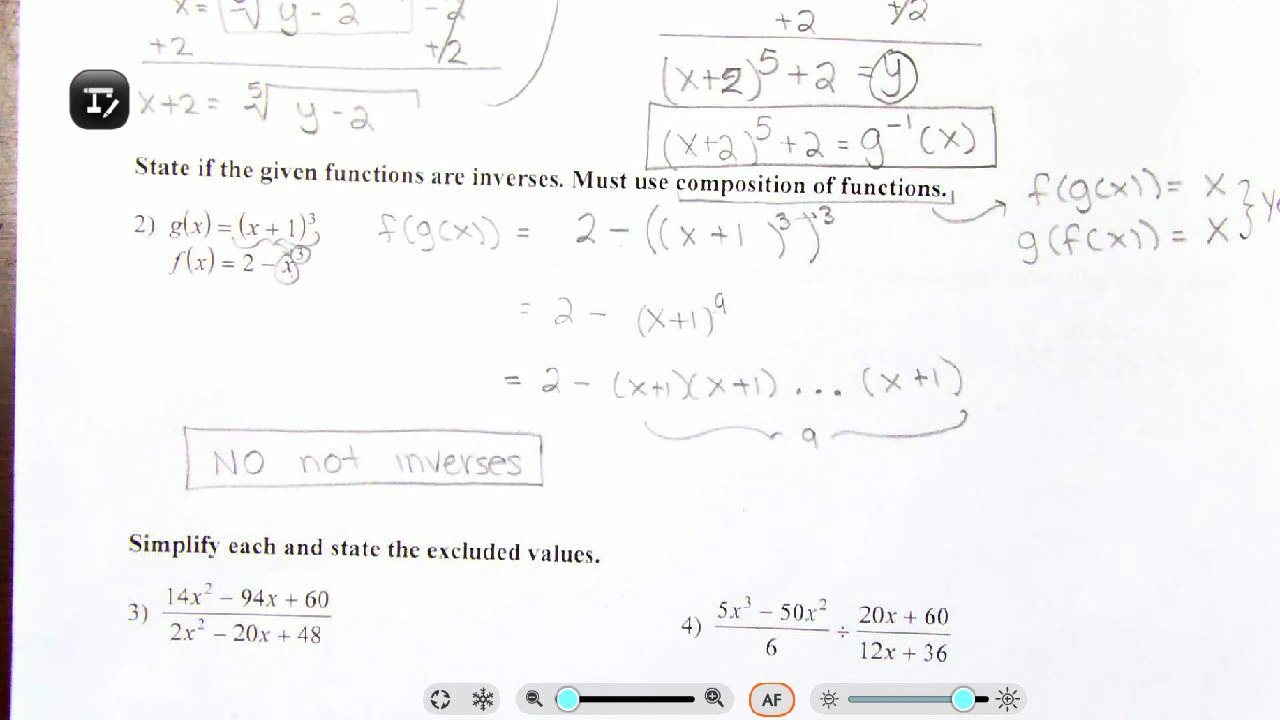 x = ⁵√y - 2 - 2
+2 +2
x+2 = ⁵√y - 2
+2 +2
(x+2)⁵ + 2 = y
(x+2)⁵ + 2 = g⁻¹(x)
State if the given functions are inverses. Must use composition of functions.
f(g(x)) = x
g(f(x)) = x
2) g(x) = (x + 1)³
f(x) = 2 - x³
f(g(x)) = 2 - ((x + 1)³)³
= 2 - (x+1)⁹
= 2 - (x+1)(x+1) ... (x+1)
9
NO not inverses
Simplify each and state the excluded values.
3) 14x² - 94x + 60
2x² - 20x + 48
4) 5x³ - 50x² ÷ 20x + 60
6 12x + 36
AF